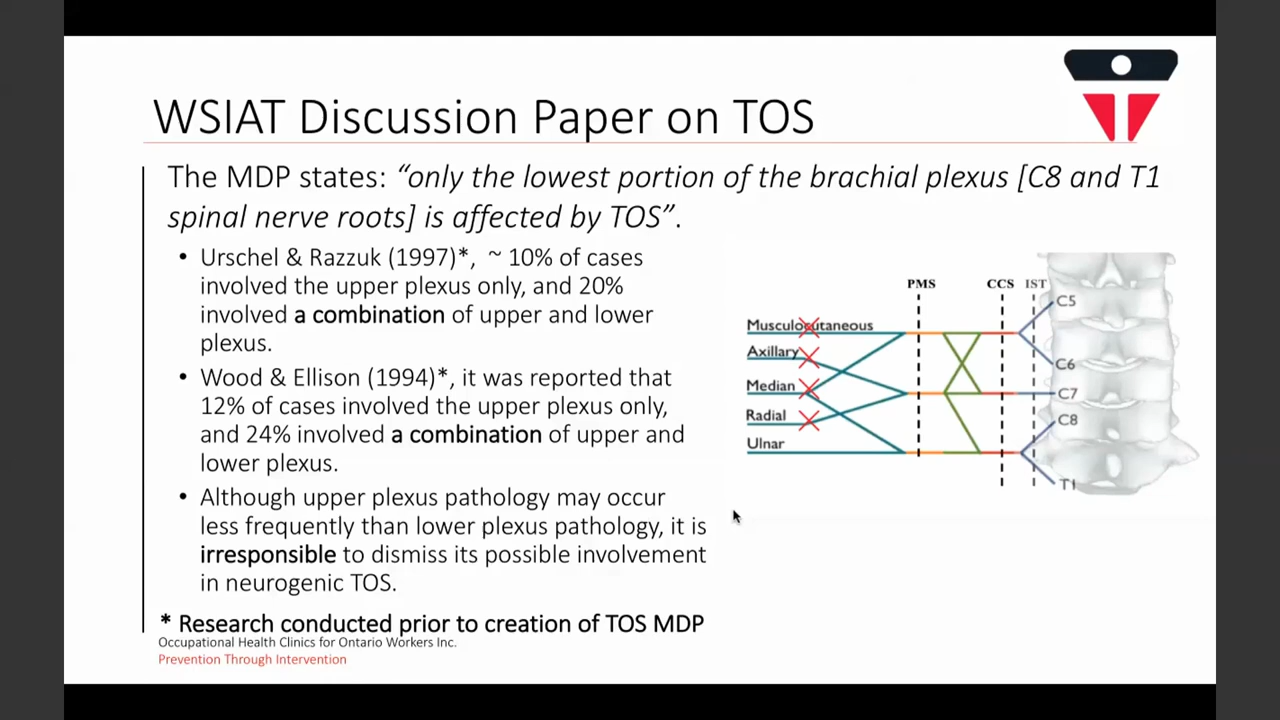 WSIAT Discussion Paper on TOS
The MDP states: “only the lowest portion of the brachial plexus [C8 and T1
spinal nerve roots] is affected by TOS”.
• Urschel & Razzuk (1997)*, ~ 10% of cases
involved the upper plexus only, and 20%
involved a combination of upper and lower
plexus.
• Wood & Ellison (1994)*, it was reported that
12% of cases involved the upper plexus only,
and 24% involved a combination of upper and
lower plexus.
• Although upper plexus pathology may occur
less frequently than lower plexus pathology, it is
irresponsible to dismiss its possible involvement
in neurogenic TOS.
* Research conducted prior to creation of TOS MDP
Occupational Health Clinics for Ontario Workers Inc.
Prevention Through Intervention
PMS CCS IST
C5
Musculocutaneous
Axillary
C6
Median
C7
Radial
C8
Ulnar
T1